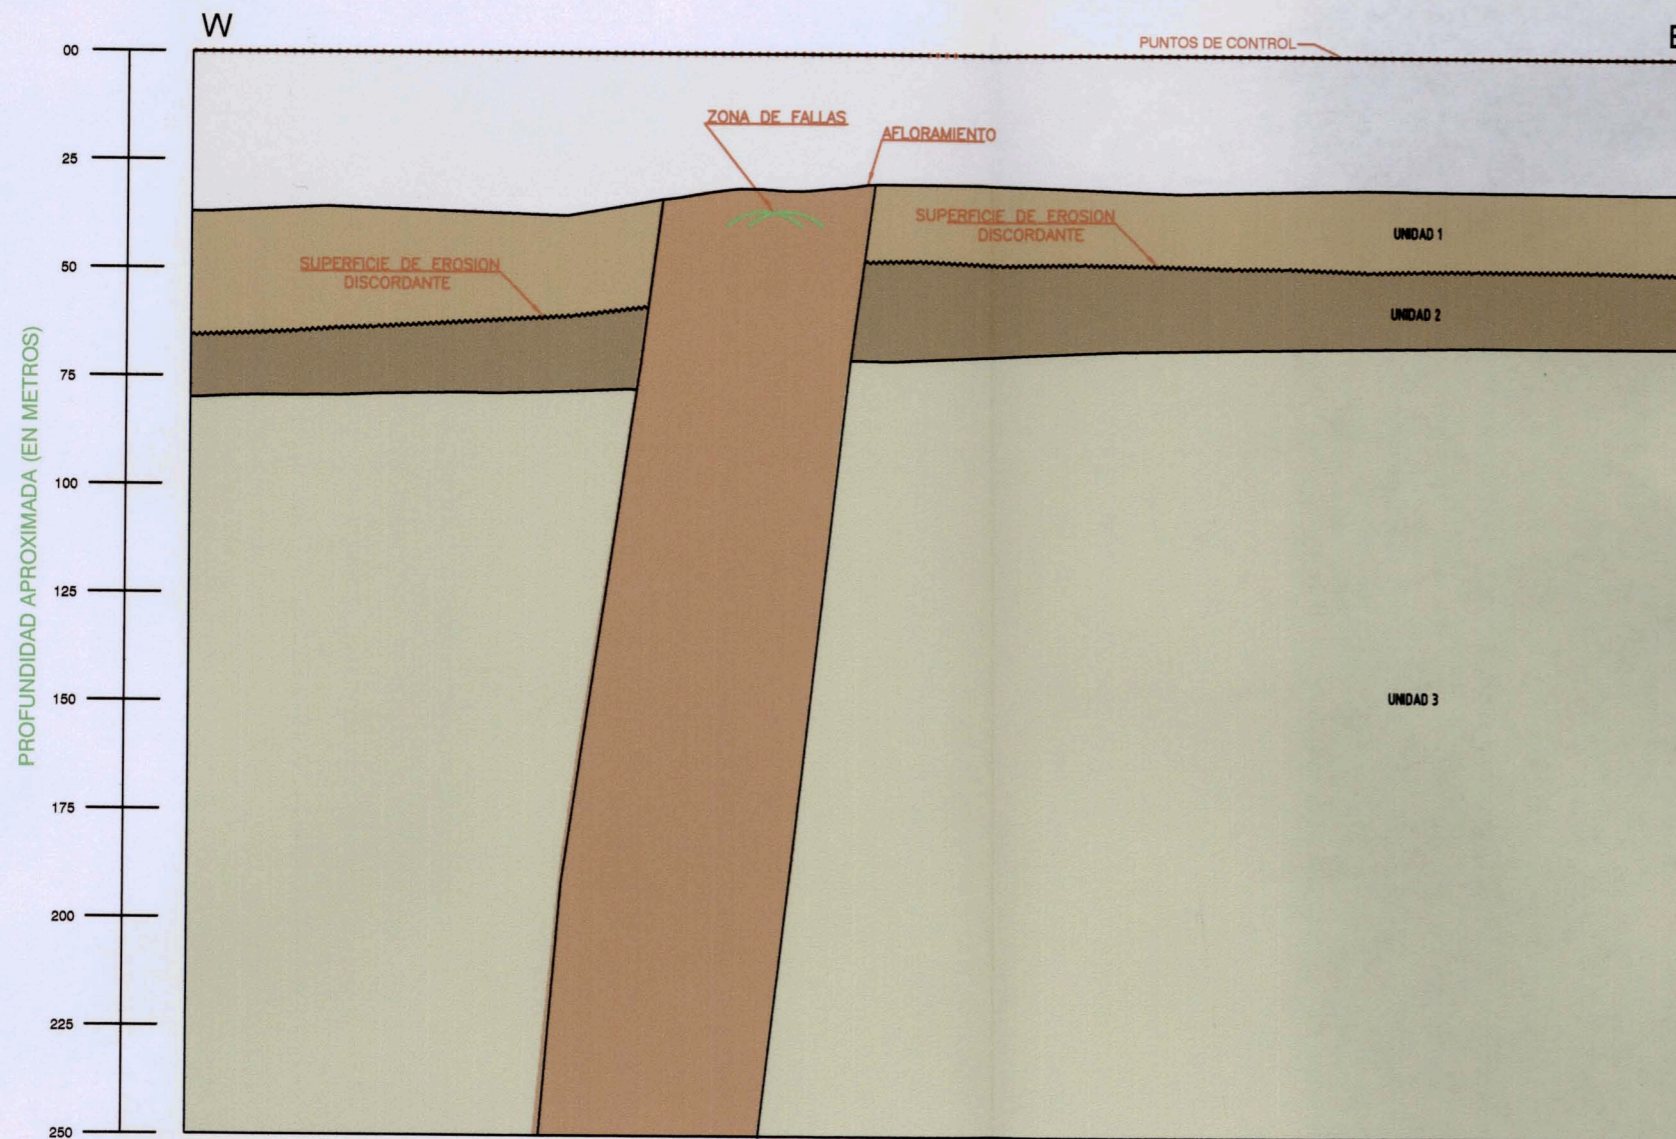 W
E
00
PUNTOS DE CONTROL
ZONA DE FALLAS
AFLORAMIENTO
25
SUPERFICIE DE EROSION
DISCORDANTE
UNIDAD 1
50
SUPERFICIE DE EROSION
DISCORDANTE
UNIDAD 2
75
100
125
150
UNIDAD 3
175
200
225
250
PROFUNDIDAD APROXIMADA (EN METROS)